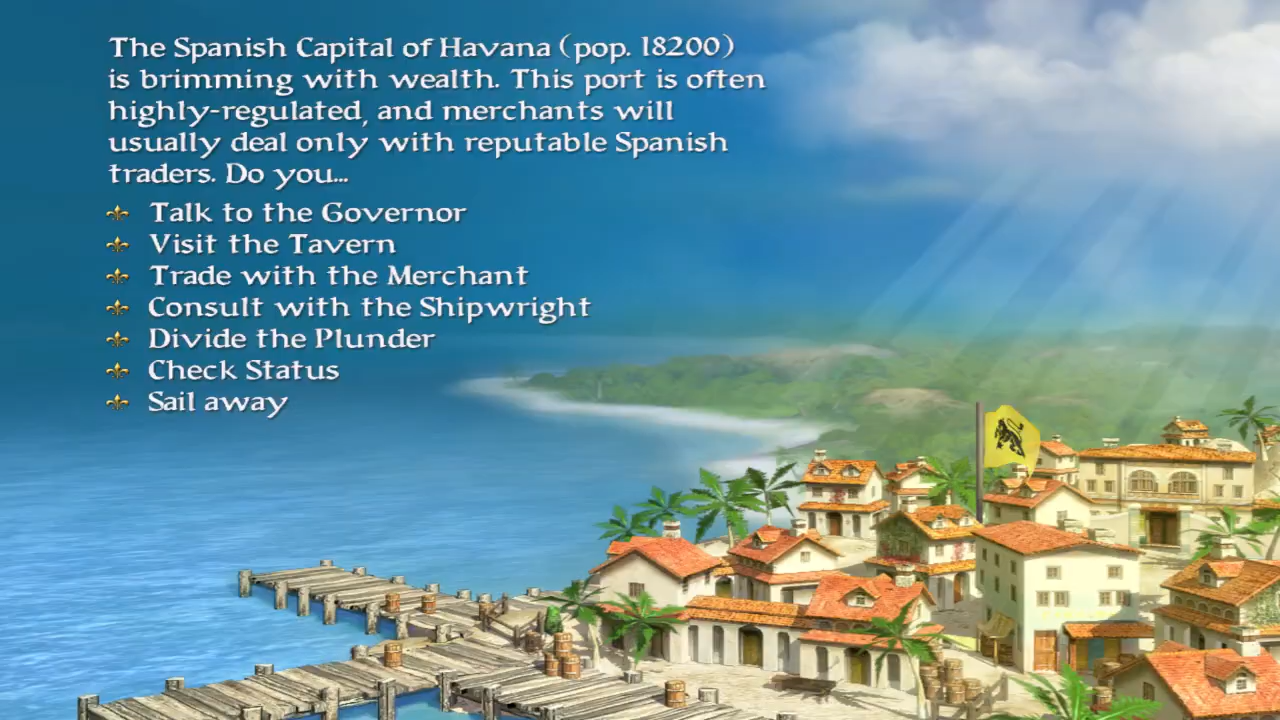 The Spanish Capital of Havana (pop. 18200)
is brimming with wealth. This port is often
highly-regulated, and merchants will
usually deal only with reputable Spanish
traders. Do you...
Talk to the Governor
Visit the Tavern
Trade with the Merchant
Consult with the Shipwright
Divide the Plunder
Check Status
Sail away